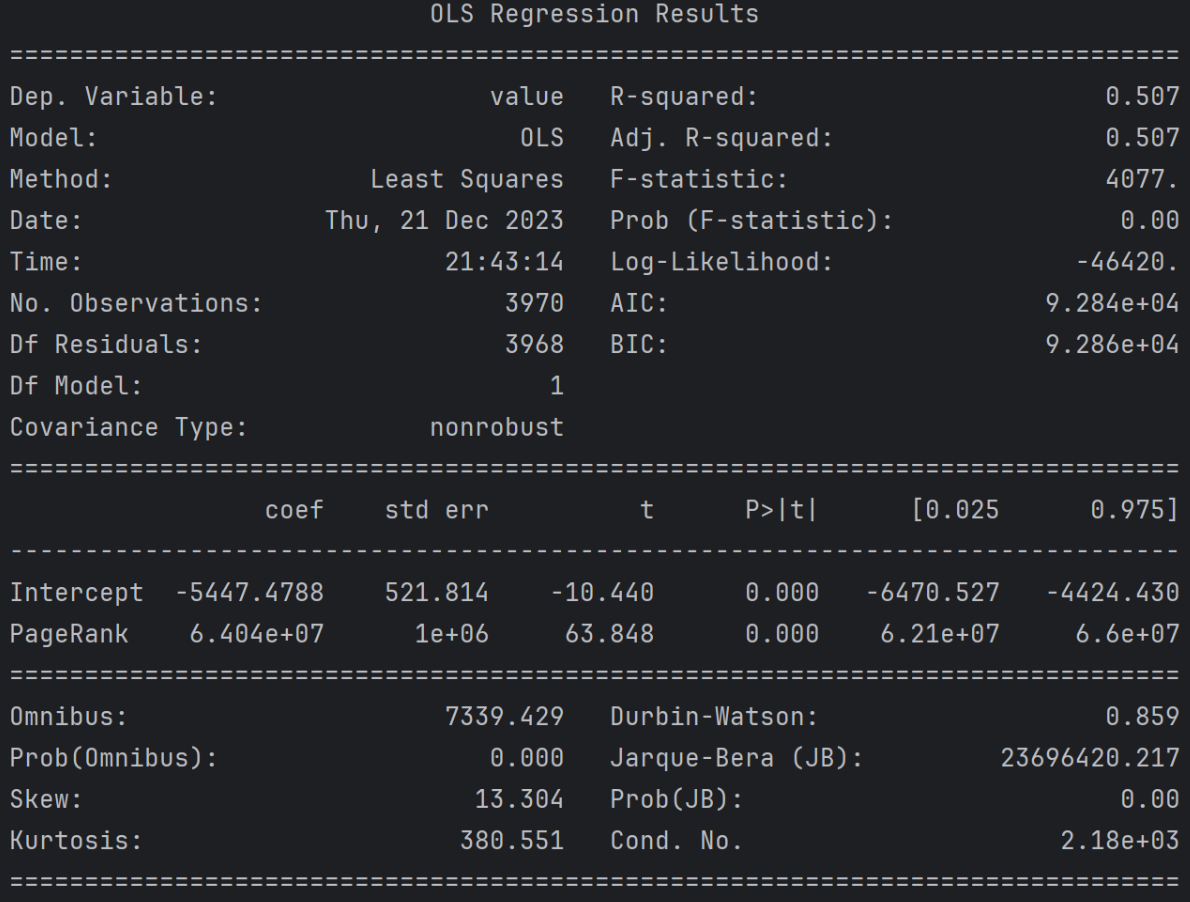 OLS Regression Results
==============================================================================
Dep. Variable:                  value   R-squared:                       0.507
Model:                            OLS   Adj. R-squared:                  0.507
Method:                 Least Squares   F-statistic:                     4077.
Date:                Thu, 21 Dec 2023   Prob (F-statistic):               0.00
Time:                        21:43:14   Log-Likelihood:                -46420.
No. Observations:                3970   AIC:                         9.284e+04
Df Residuals:                    3968   BIC:                         9.286e+04
Df Model:                           1
Covariance Type:            nonrobust
==============================================================================
                 coef    std err          t      P>|t|      [0.025      0.975]
------------------------------------------------------------------------------
Intercept  -5447.4788    521.814    -10.440      0.000   -6470.527   -4424.430
PageRank    6.404e+07      1e+06     63.848      0.000    6.21e+07     6.6e+07
==============================================================================
Omnibus:                     7339.429   Durbin-Watson:                   0.859
Prob(Omnibus):                  0.000   Jarque-Bera (JB):         23696420.217
Skew:                          13.304   Prob(JB):                         0.00
Kurtosis:                     380.551   Cond. No.                     2.18e+03
==============================================================================